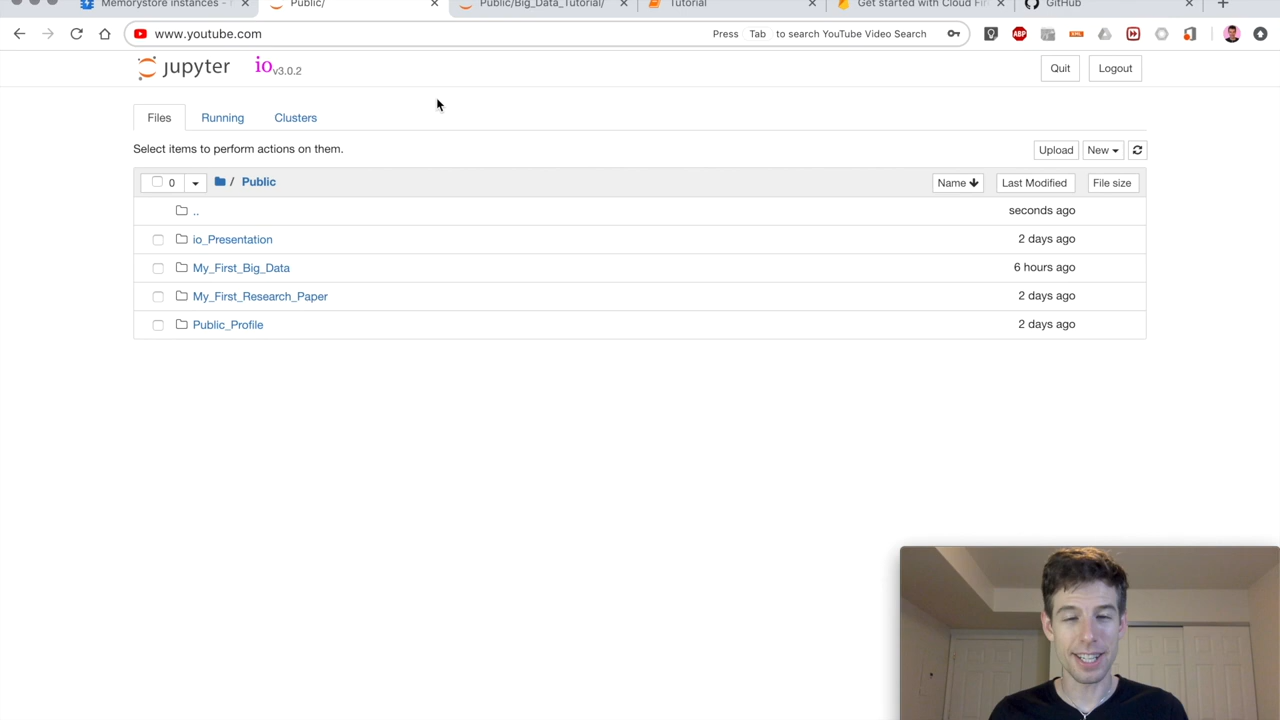 Memorystore instances - Public/ Public/Big_Data_Tutorial/ Tutorial Get started with Cloud Fir GitHub
www.youtube.com Press Tab to search YouTube Video Search ABP
jupyter io v3.0.2 Quit Logout
Files Running Clusters
Select items to perform actions on them. Upload New
0 / Public Name Last Modified File size
.. seconds ago
io_Presentation 2 days ago
My_First_Big_Data 6 hours ago
My_First_Research_Paper 2 days ago
Public_Profile 2 days ago